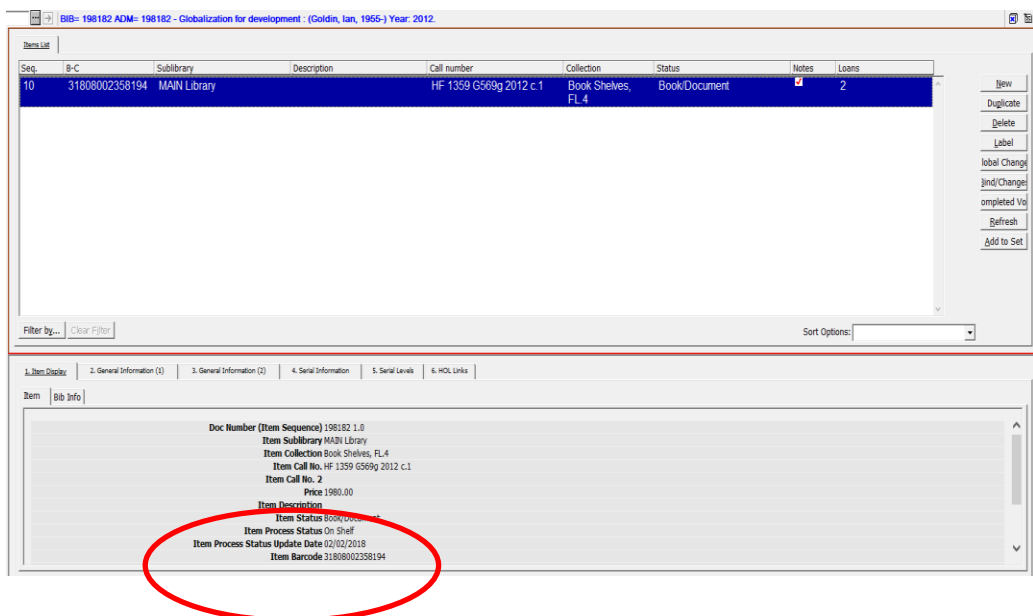 BIB= 198182 ADM= 198182 - Globalization for development : (Goldin, Ian, 1955-) Year: 2012.
Items List
Seq. B-C Sublibrary Description Call number Collection Status Notes Loans
10 31808002358194 MAIN Library HF 1359 G569g 2012 c.1 Book Shelves, FL.4 Book/Document 2
New
Duplicate
Delete
Label
lobal Change
Bind/Changes
ompleted Vo
Refresh
Add to Set
Filter by... Clear Filter Sort Options:
1. Item Display 2. General Information (1) 3. General Information (2) 4. Serial Information 5. Serial Levels 6. HOL Links
Item Bib Info
Doc Number (Item Sequence) 198182 1.0
Item Sublibrary MAIN Library
Item Collection Book Shelves, FL.4
Item Call No. HF 1359 G569g 2012 c.1
Item Call No. 2
Price 1980.00
Item Description
Item Status Book/Document
Item Process Status On Shelf
Item Process Status Update Date 02/02/2018
Item Barcode 31808002358194